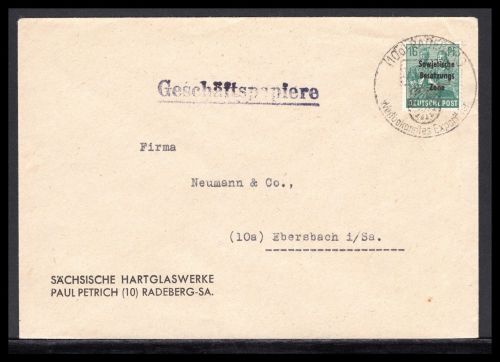 16
Sowjetische
Besatzungs
Zone
DEUTSCHE POST
Geschäftspapiere
Firma
Neumann & Co.,
(10a) Ebersbach i/Sa.
SÄCHSISCHE HARTGLASWERKE
PAUL PETRICH (10) RADEBERG-SA.